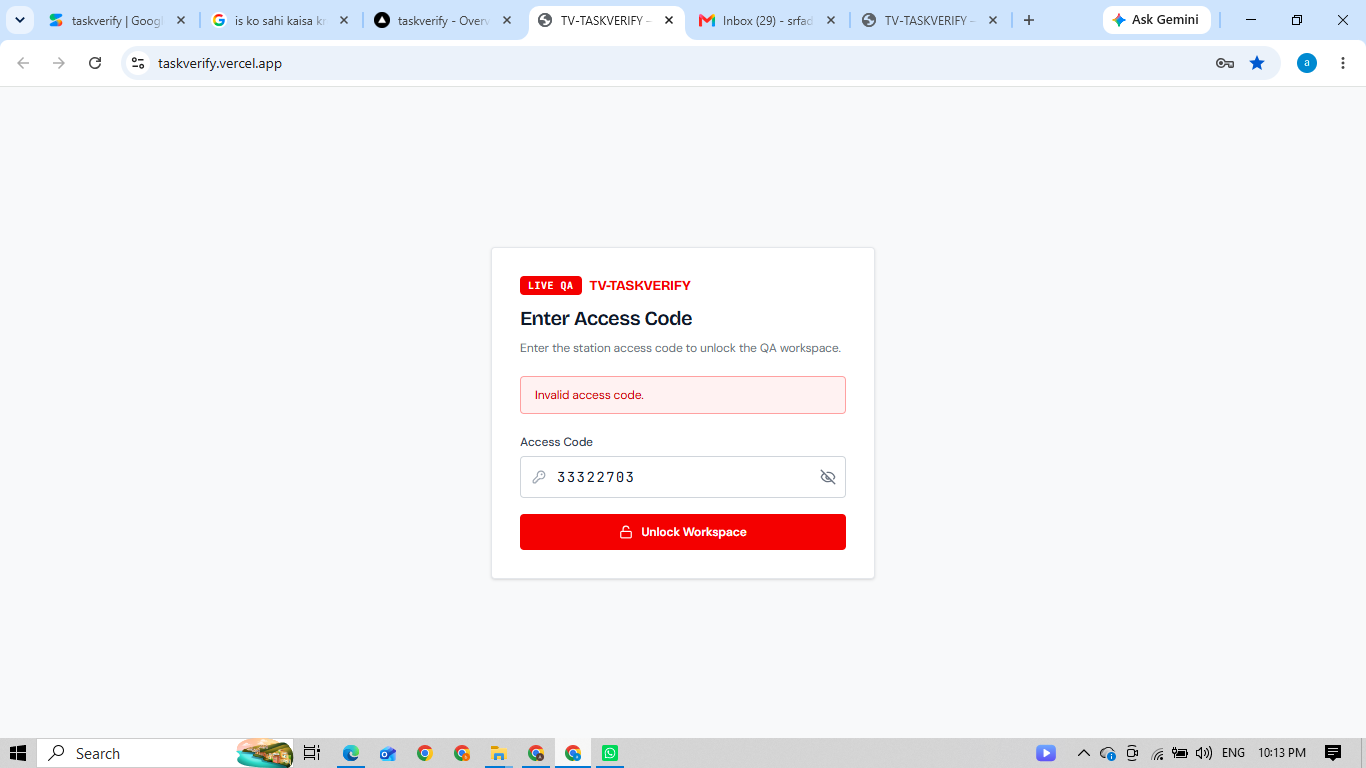 taskverify | Googl
is ko sahi kaisa kr
taskverify - Overv
TV-TASKVERIFY –
Inbox (29) - srfad
TV-TASKVERIFY –
Ask Gemini
taskverify.vercel.app
a
LIVE QA TV-TASKVERIFY
Enter Access Code
Enter the station access code to unlock the QA workspace.
Invalid access code.
Access Code
33322703
Unlock Workspace
Search
ENG
10:13 PM